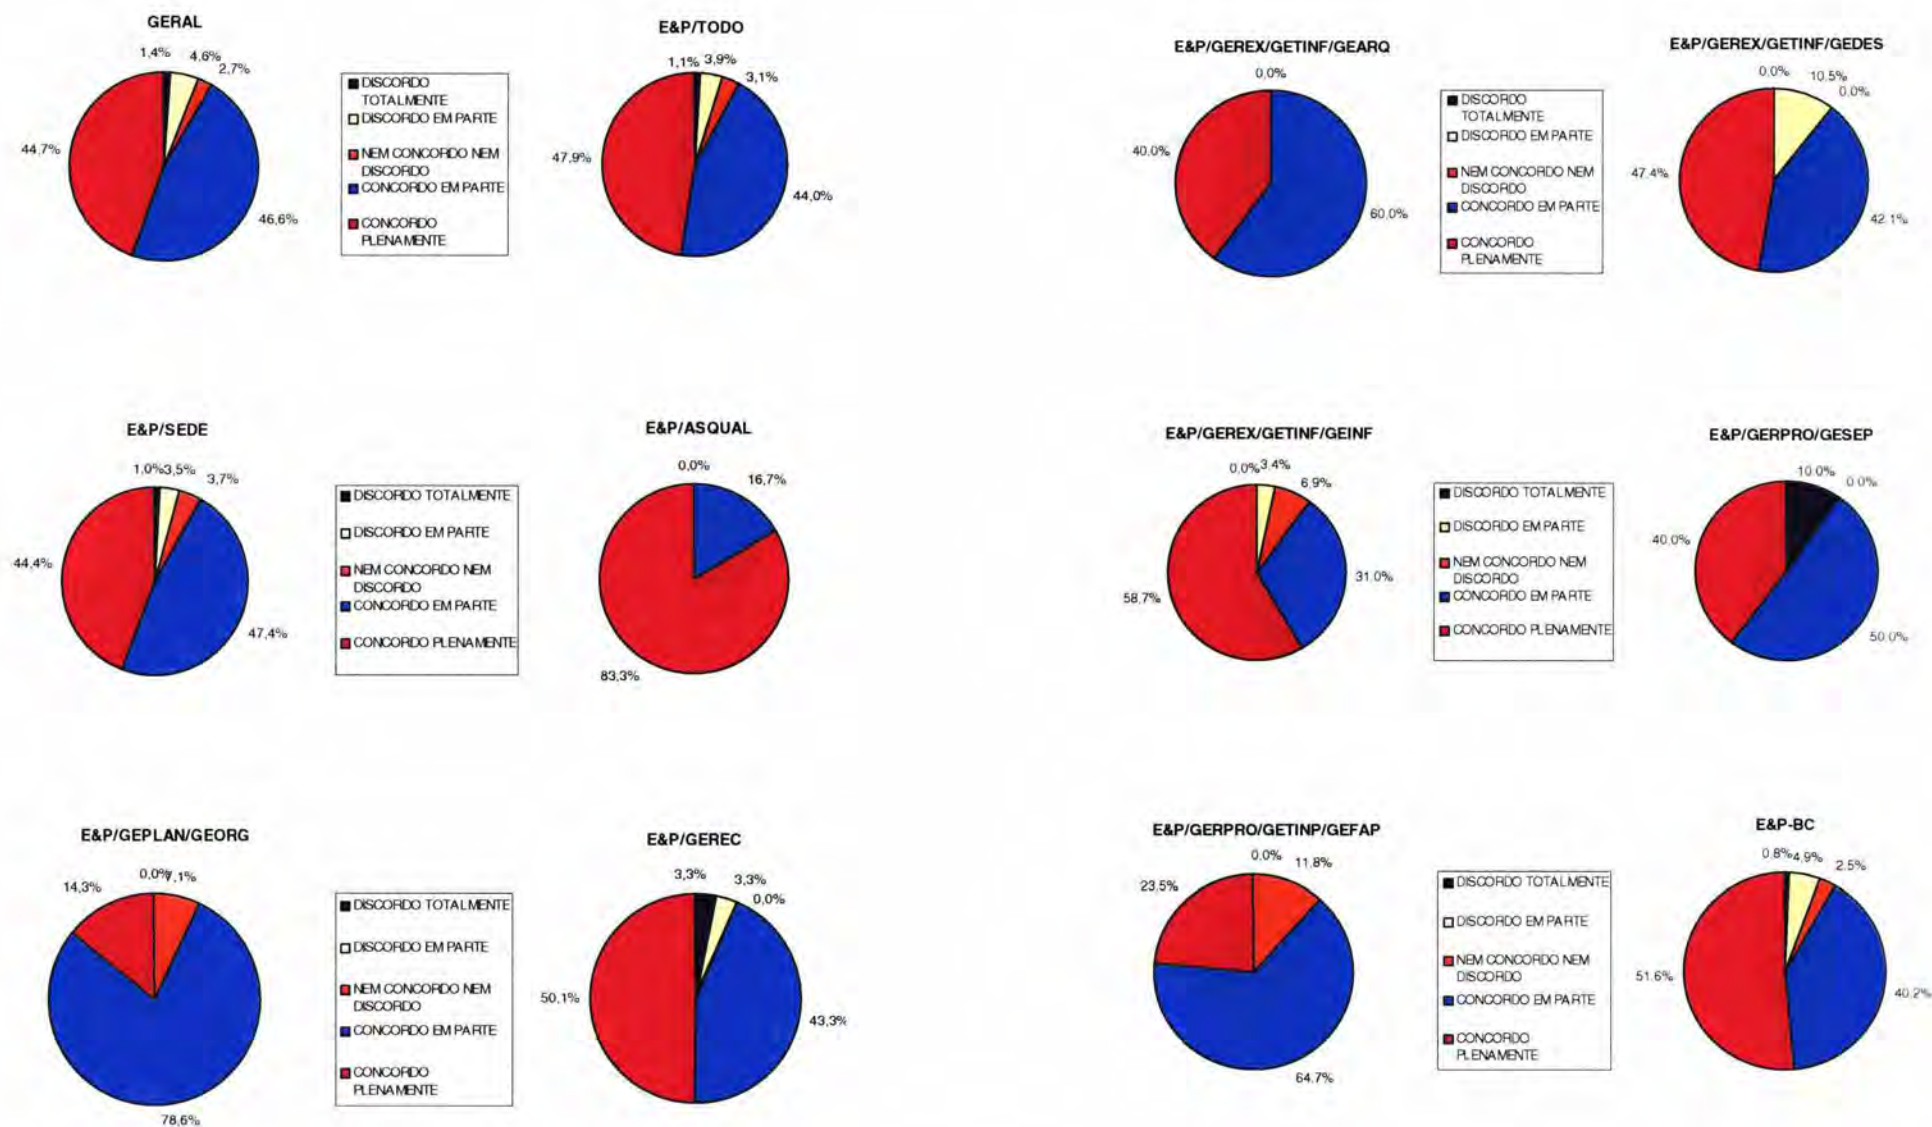 GERAL
1,4%
4,6%
2,7%
44,7%
46,6%
DISCORDO
TOTALMENTE
DISCORDO EM PARTE
NEM CONCORDO NEM
DISCORDO
CONCORDO EM PARTE
CONCORDO
PLENAMENTE
E&P/TODO
1,1%
3,9%
3,1%
47,9%
44,0%
E&P/GEREX/GETINF/GEARQ
0,0%
40,0%
60,0%
DISCORDO
TOTALMENTE
DISCORDO EM PARTE
NEM CONCORDO NEM
DISCORDO
CONCORDO EM PARTE
CONCORDO
PLENAMENTE
E&P/GEREX/GETINF/GEDES
0,0%
10,5%
0,0%
47,4%
42,1%
E&P/SEDE
1,0%
3,5%
3,7%
44,4%
47,4%
DISCORDO TOTALMENTE
DISCORDO EM PARTE
NEM CONCORDO NEM
DISCORDO
CONCORDO EM PARTE
CONCORDO PLENAMENTE
E&P/ASQUAL
0,0%
16,7%
83,3%
E&P/GEREX/GETINF/GEINF
0,0%
3,4%
6,9%
58,7%
31,0%
DISCORDO TOTALMENTE
DISCORDO EM PARTE
NEM CONCORDO NEM
DISCORDO
CONCORDO EM PARTE
CONCORDO PLENAMENTE
E&P/GERPRO/GESEP
10,0%
0,0%
40,0%
50,0%
E&P/GEPLAN/GEORG
14,3%
0,0%
7,1%
78,6%
DISCORDO TOTALMENTE
DISCORDO EM PARTE
NEM CONCORDO NEM
DISCORDO
CONCORDO EM PARTE
CONCORDO
PLENAMENTE
E&P/GEREC
3,3%
3,3%
0,0%
50,1%
43,3%
E&P/GERPRO/GETINP/GEFAP
0,0%
11,8%
23,5%
64,7%
DISCORDO TOTALMENTE
DISCORDO EM PARTE
NEM CONCORDO NEM
DISCORDO
CONCORDO EM PARTE
CONCORDO
PLENAMENTE
E&P-BC
0,8%
4,9%
2,5%
51,6%
40,2%